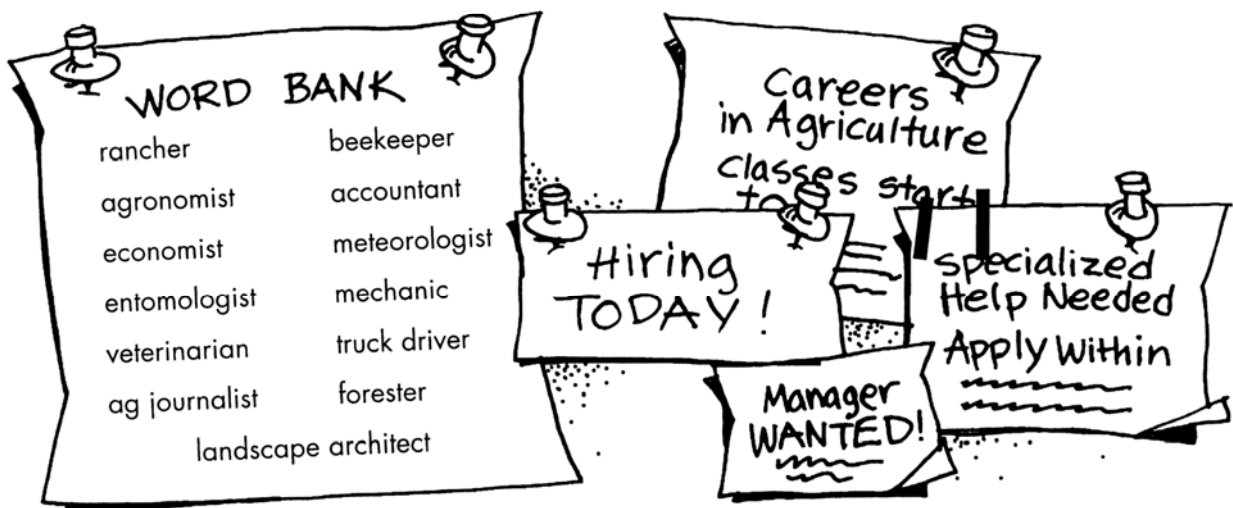 WORD BANK
rancher
beekeeper
agronomist
accountant
economist
meteorologist
entomologist
mechanic
veterinarian
truck driver
ag journalist
forester
landscape architect
Careers
in Agriculture
classes start
Hiring
TODAY!
specialized
Help Needed
Apply Within
Manager
WANTED!